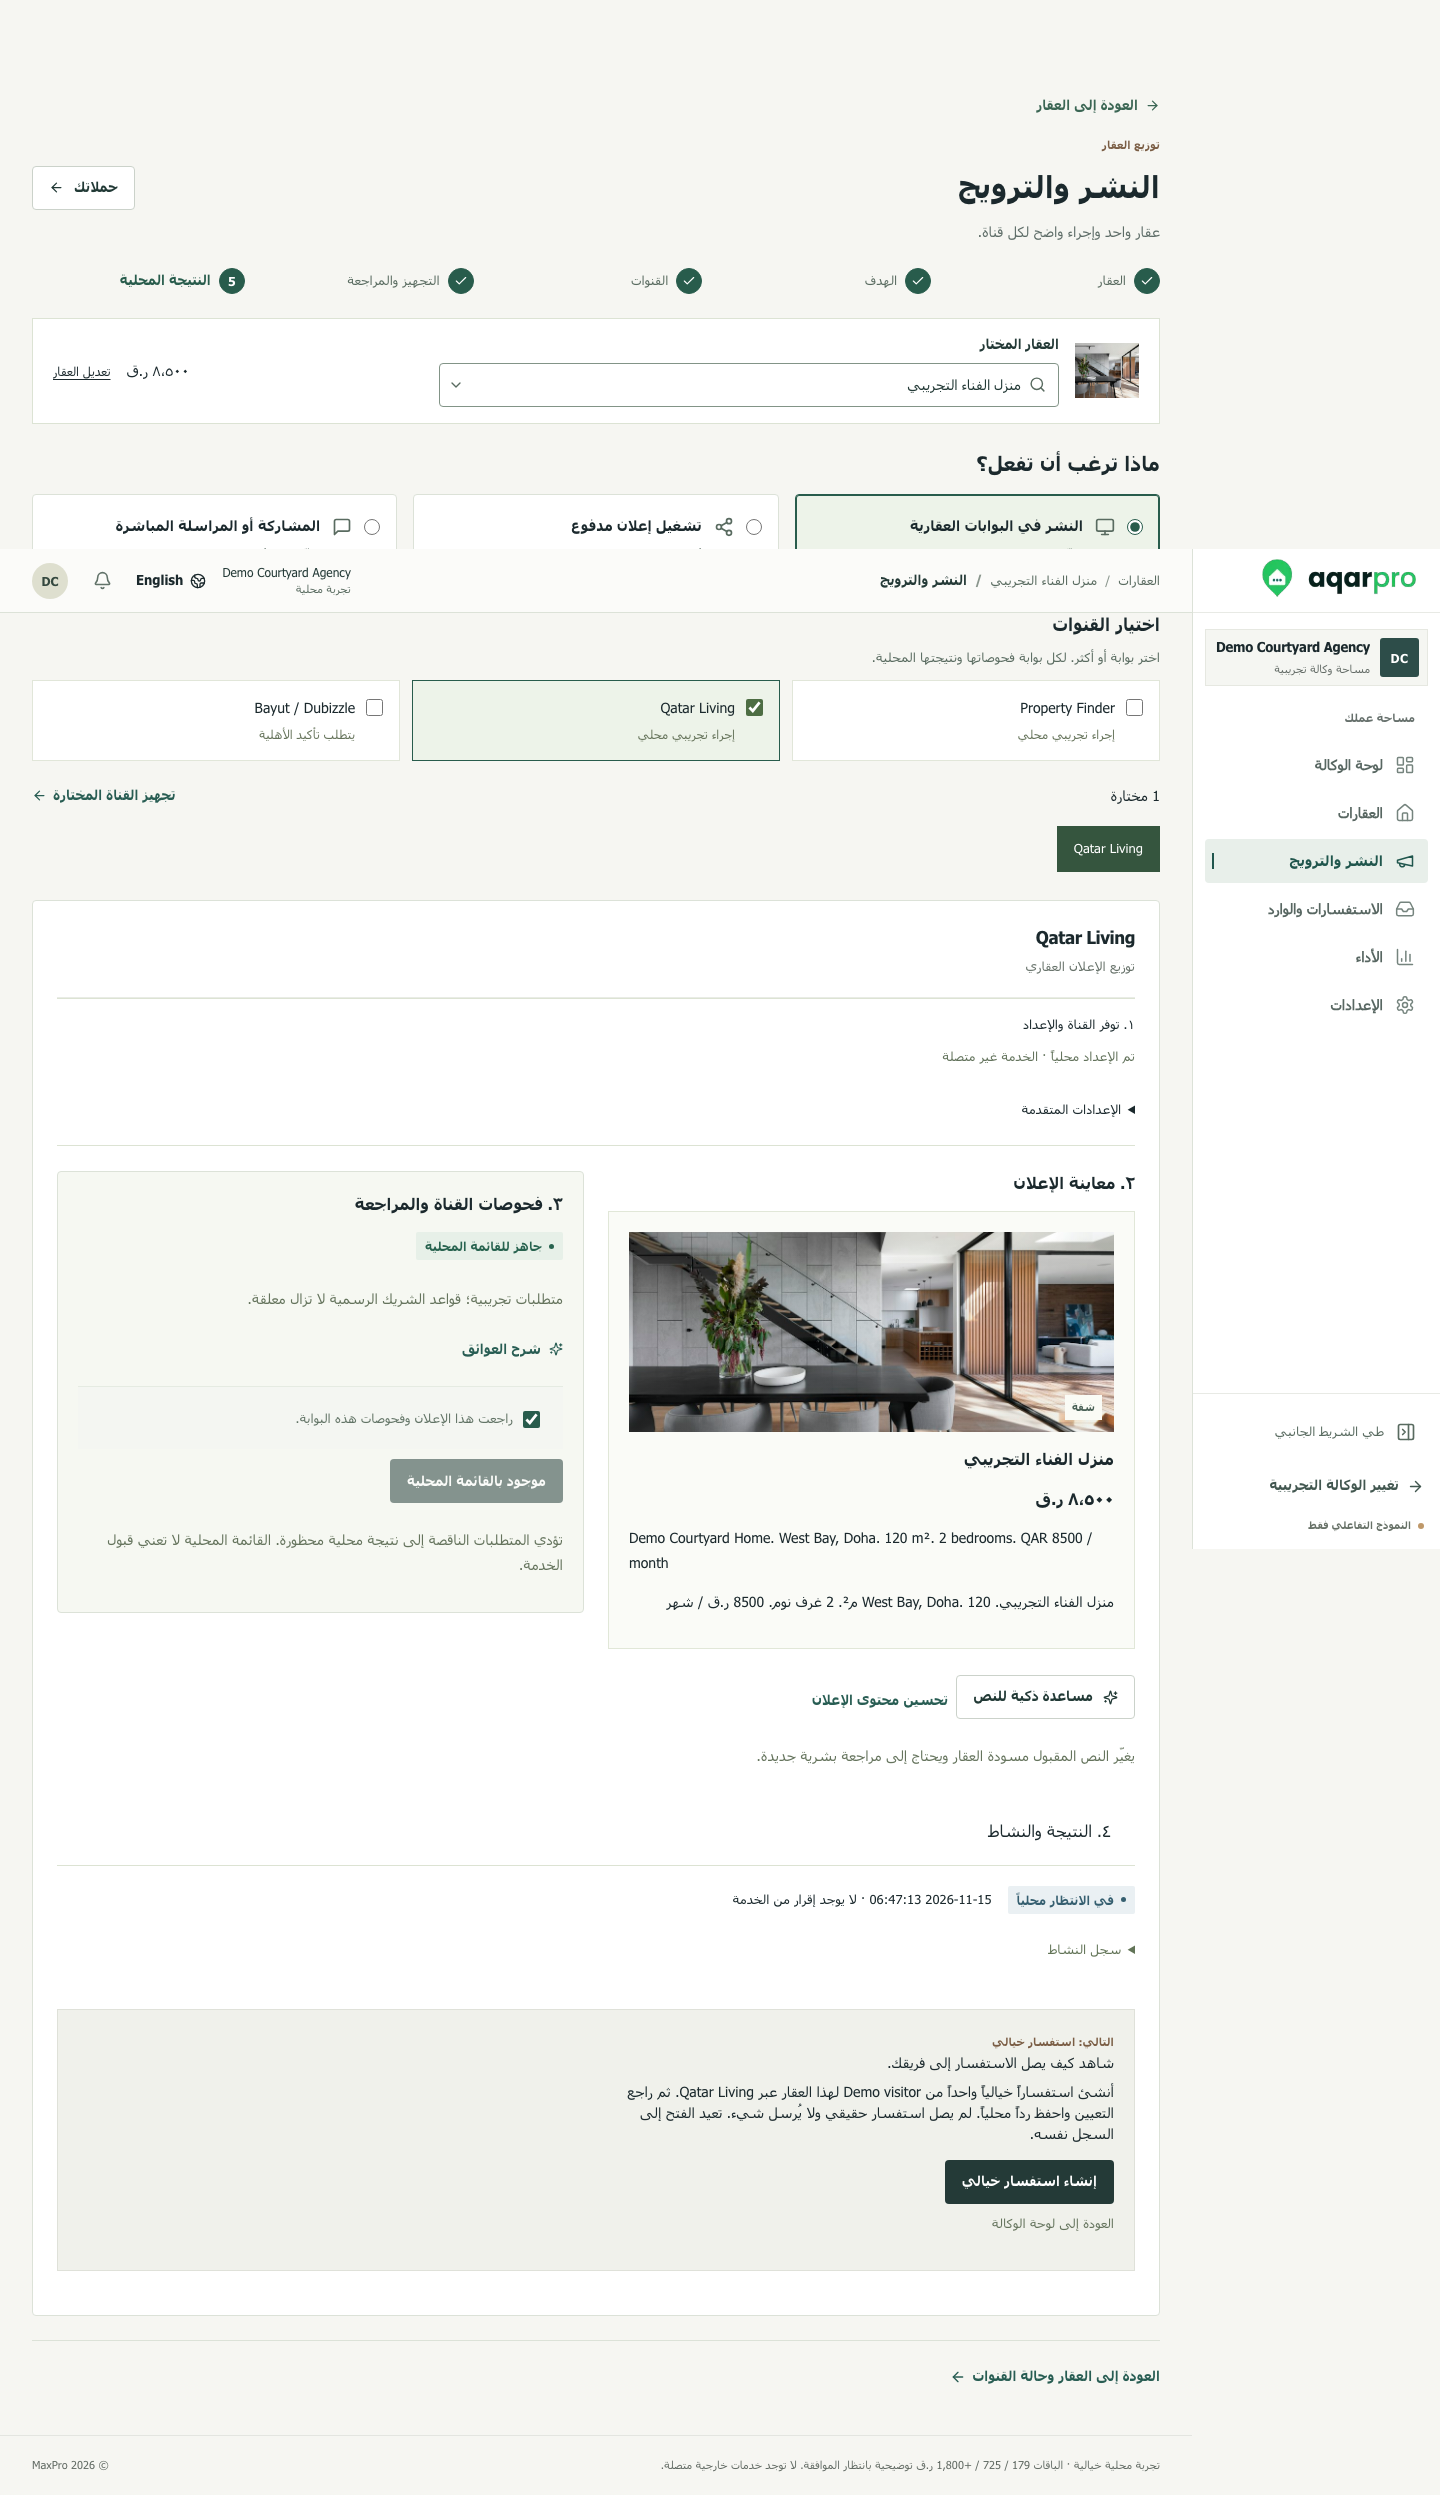 العودة إلى العقار
توزيع العقار
النشر والترويج
حملاتك
عقار واحد وإجراء واضح لكل قناة.
العقار
الهدف
القنوات
التجهيز والمراجعة
5 النتيجة المحلية
العقار المختار
منزل الفناء التجريبي
٨،٥٠٠ ر.ق
تعديل العقار
ماذا ترغب أن تفعل؟
النشر في البوابات العقارية
تشغيل إعلان مدفوع
المشاركة أو المراسلة المباشرة
aqarpro
العقارات / منزل الفناء التجريبي / النشر والترويج
Demo Courtyard Agency
تجربة محلية
English
DC
DC
Demo Courtyard Agency
مساحة وكالة تجريبية
مساحة عملك
لوحة الوكالة
العقارات
النشر والترويج
الاستفسارات والوارد
الأداء
الإعدادات
طي الشريط الجانبي
تغيير الوكالة التجريبية
النموذج التفاعلي فقط
اختيار القنوات
اختر بوابة أو أكثر. لكل بوابة فحوصاتها ونتيجتها المحلية.
Property Finder
إجراء تجريبي محلي
Qatar Living
إجراء تجريبي محلي
Bayut / Dubizzle
يتطلب تأكيد الأهلية
1 مختارة
تجهيز القناة المختارة
Qatar Living
Qatar Living
توزيع الإعلان العقاري
١. توفر القناة والإعداد
تم الإعداد محلياً · الخدمة غير متصلة
الإعدادات المتقدمة
٢. معاينة الإعلان
شقة
منزل الفناء التجريبي
٨،٥٠٠ ر.ق
Demo Courtyard Home. West Bay, Doha. 120 m². 2 bedrooms. QAR 8500 /
month
منزل الفناء التجريبي. West Bay, Doha. 120 م². 2 غرف نوم. 8500 ر.ق / شهر
٣. فحوصات القناة والمراجعة
جاهز للقائمة المحلية
متطلبات تجريبية؛ قواعد الشريك الرسمية لا تزال معلقة.
شرح العوائق
راجعت هذا الإعلان وفحوصات هذه البوابة.
موجود بالقائمة المحلية
تؤدي المتطلبات الناقصة إلى نتيجة محلية محظورة. القائمة المحلية لا تعني قبول
الخدمة.
مساعدة ذكية للنص
تحسين محتوى الإعلان
يغيّر النص المقبول مسودة العقار ويحتاج إلى مراجعة بشرية جديدة.
٤. النتيجة والنشاط
في الانتظار محلياً
2026-11-15 06:47:13 · لا يوجد إقرار من الخدمة
سجل النشاط
التالي: استفسار خيالي
شاهد كيف يصل الاستفسار إلى فريقك.
أنشئ استفساراً خيالياً واحداً من Demo visitor لهذا العقار عبر Qatar Living. ثم راجع
التعيين واحفظ رداً محلياً. لم يصل استفسار حقيقي ولا يُرسل شيء. تعيد الفتح إلى
السجل نفسه.
إنشاء استفسار خيالي
العودة إلى لوحة الوكالة
العودة إلى العقار وحالة القنوات
تجربة محلية خيالية · الباقات 179 / 725 / +1,800 ر.ق توضيحية بانتظار الموافقة. لا توجد خدمات خارجية متصلة.
© 2026 MaxPro